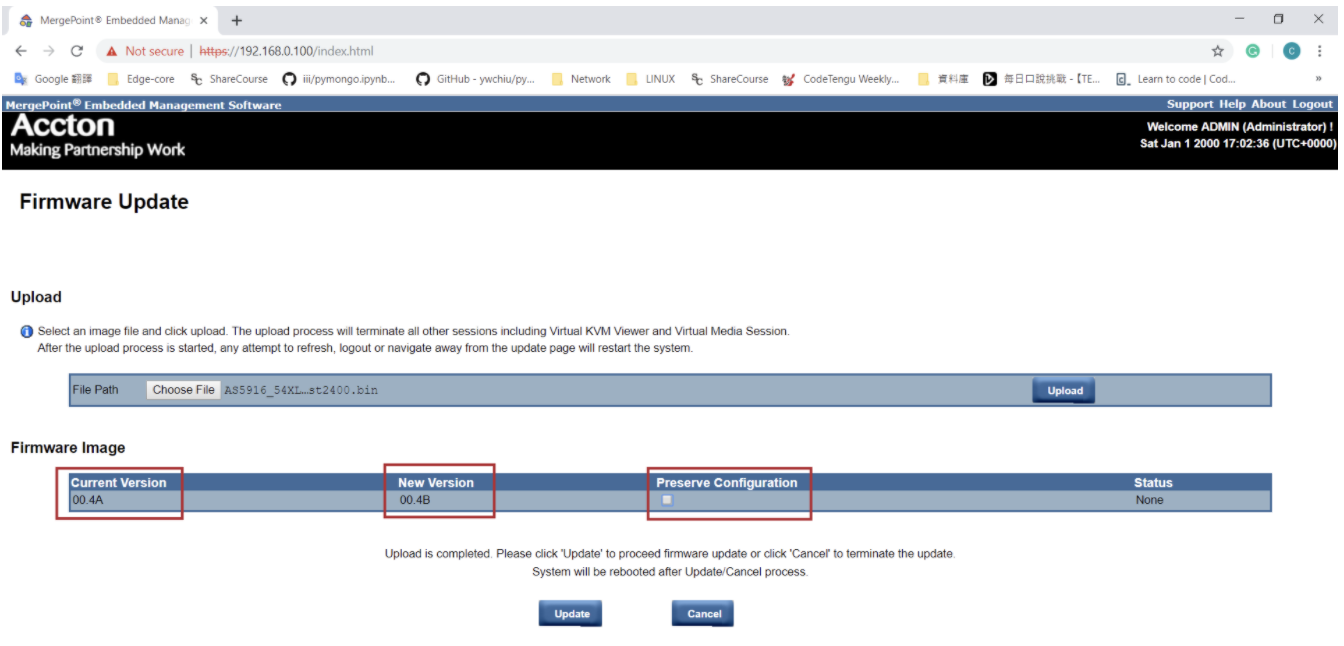 MergePoint® Embedded Manag
Not secure | https://192.168.0.100/index.html
Google 翻譯 Edge-core ShareCourse iii/pymongo.ipynb... GitHub - ywchiu/py... Network LINUX ShareCourse CodeTengu Weekly... 資料庫 每日口說挑戰 -【TE... Learn to code | Cod... »
MergePoint® Embedded Management Software Support Help About Logout
Accton
Making Partnership Work
Welcome ADMIN (Administrator) !
Sat Jan 1 2000 17:02:36 (UTC+0000)
Firmware Update
Upload
Select an image file and click upload. The upload process will terminate all other sessions including Virtual KVM Viewer and Virtual Media Session.
After the upload process is started, any attempt to refresh, logout or navigate away from the update page will restart the system.
File Path Choose File AS5916_54XL…st2400.bin Upload
Firmware Image
Current Version New Version Preserve Configuration Status
00.4A 00.4B None
Upload is completed. Please click 'Update' to proceed firmware update or click 'Cancel' to terminate the update.
System will be rebooted after Update/Cancel process.
Update Cancel